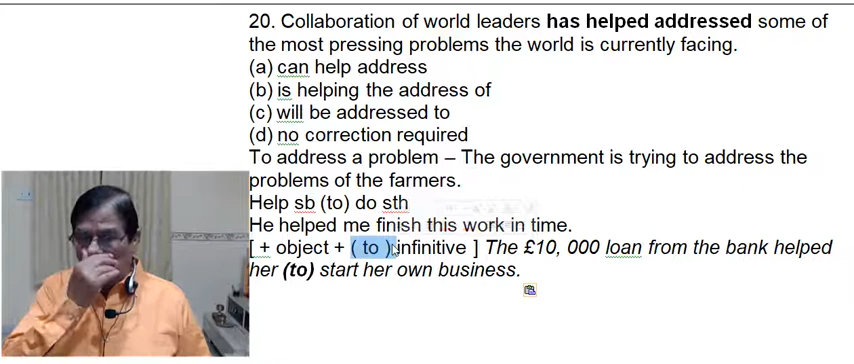 20. Collaboration of world leaders has helped addressed some of
the most pressing problems the world is currently facing.
(a) can help address
(b) is helping the address of
(c) will be addressed to
(d) no correction required
To address a problem – The government is trying to address the
problems of the farmers.
Help sb (to) do sth
He helped me finish this work in time.
[ + object + ( to ) infinitive ] The £10, 000 loan from the bank helped
her (to) start her own business.